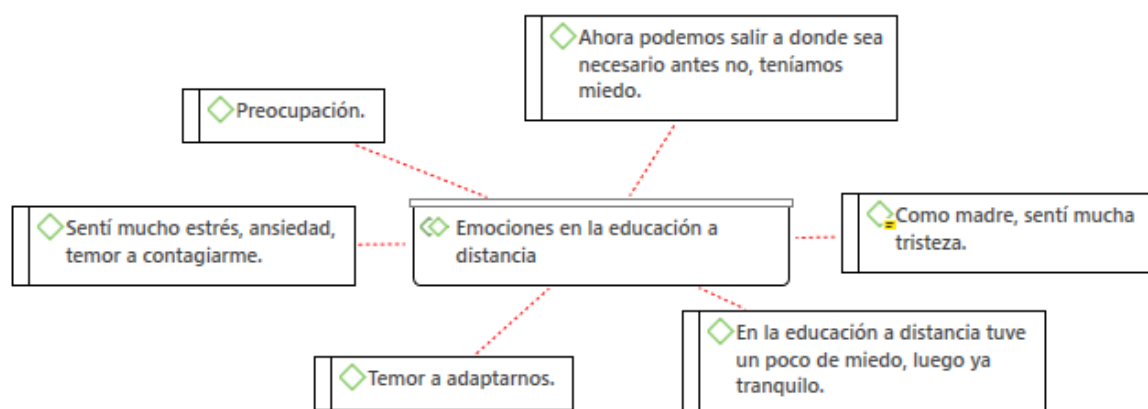 Ahora podemos salir a donde sea
necesario antes no, teníamos
miedo.
Preocupación.
Sentí mucho estrés, ansiedad,
temor a contagiarme.
Emociones en la educación a
distancia
Como madre, sentí mucha
tristeza.
Temor a adaptarnos.
En la educación a distancia tuve
un poco de miedo, luego ya
tranquilo.